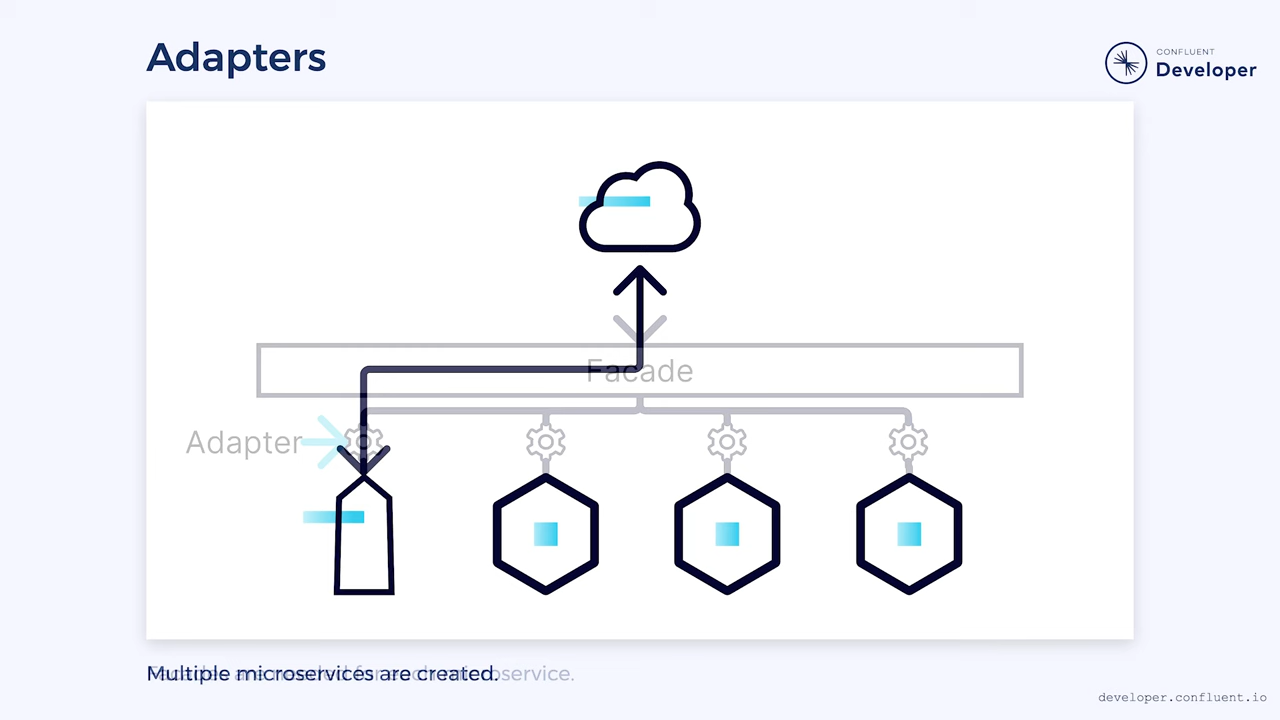 Adapters
CONFLUENT
Developer
Facade
Adapter
Multiple microservices are created.
developer.confluent.io